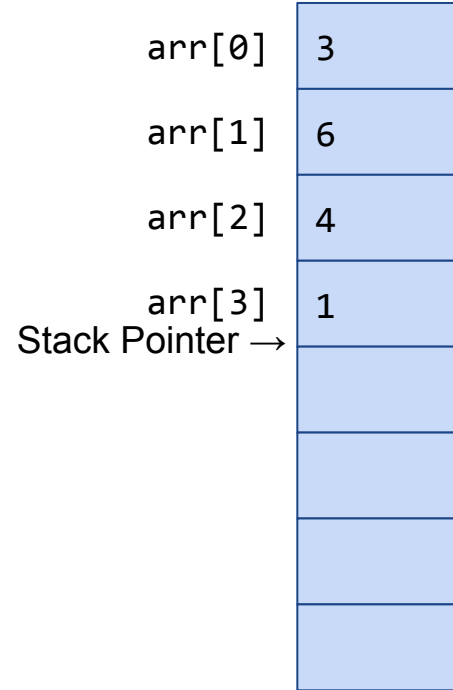 arr[0] 3
arr[1] 6
arr[2] 4
arr[3] 1
Stack Pointer →